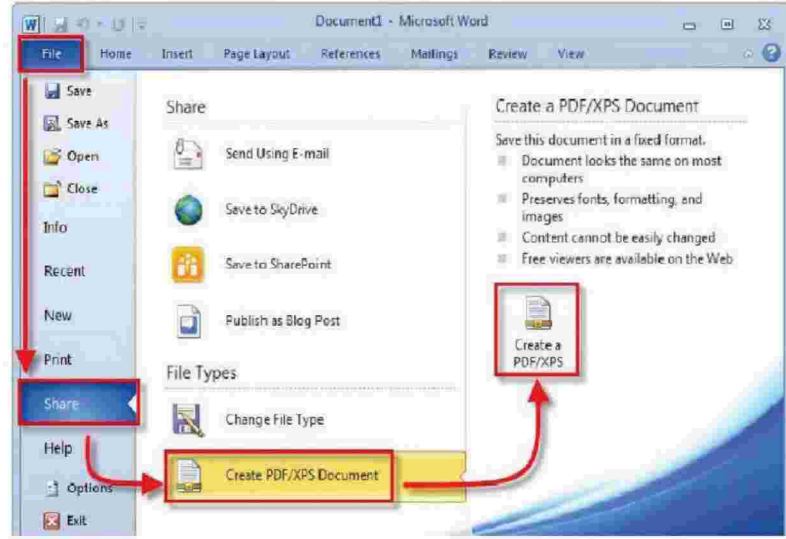 Document1 - Microsoft Word
File Home Insert Page Layout References Mailings Review View
Save
Save As
Open
Close
Info
Recent
New
Print
Share
Help
Options
Exit
Share
Send Using E-mail
Save to SkyDrive
Save to SharePoint
Publish as Blog Post
File Types
Change File Type
Create PDF/XPS Document
Create a PDF/XPS Document
Save this document in a fixed format.
Document looks the same on most
computers
Preserves fonts, formatting, and
images
Content cannot be easily changed
Free viewers are available on the Web
Create a
PDF/XPS